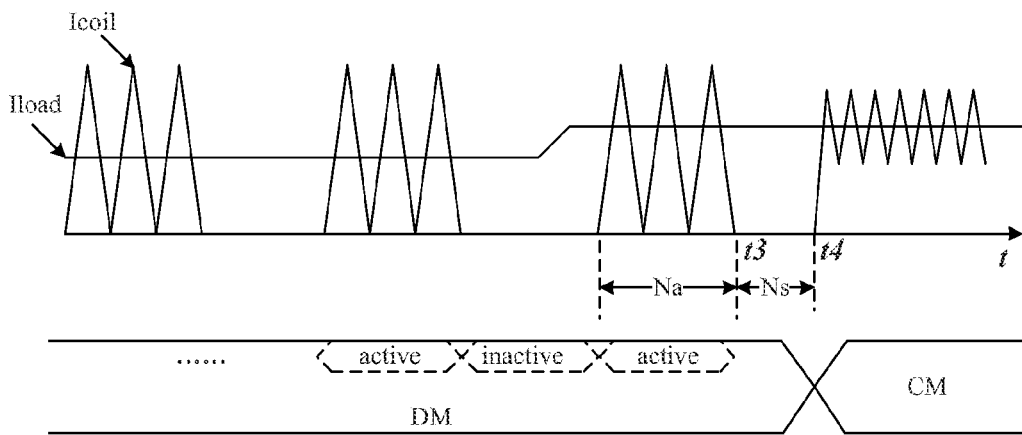 Icoil
Iload
t3
t4
t
Na
Ns
......
active
inactive
active
CM
DM